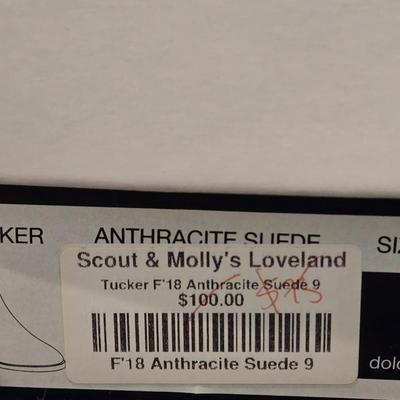 KER ANTHRACITE SUEDE SIZ
Scout & Molly's Loveland
Tucker F'18 Anthracite Suede 9
$100.00 $75
F'18 Anthracite Suede 9
dolc